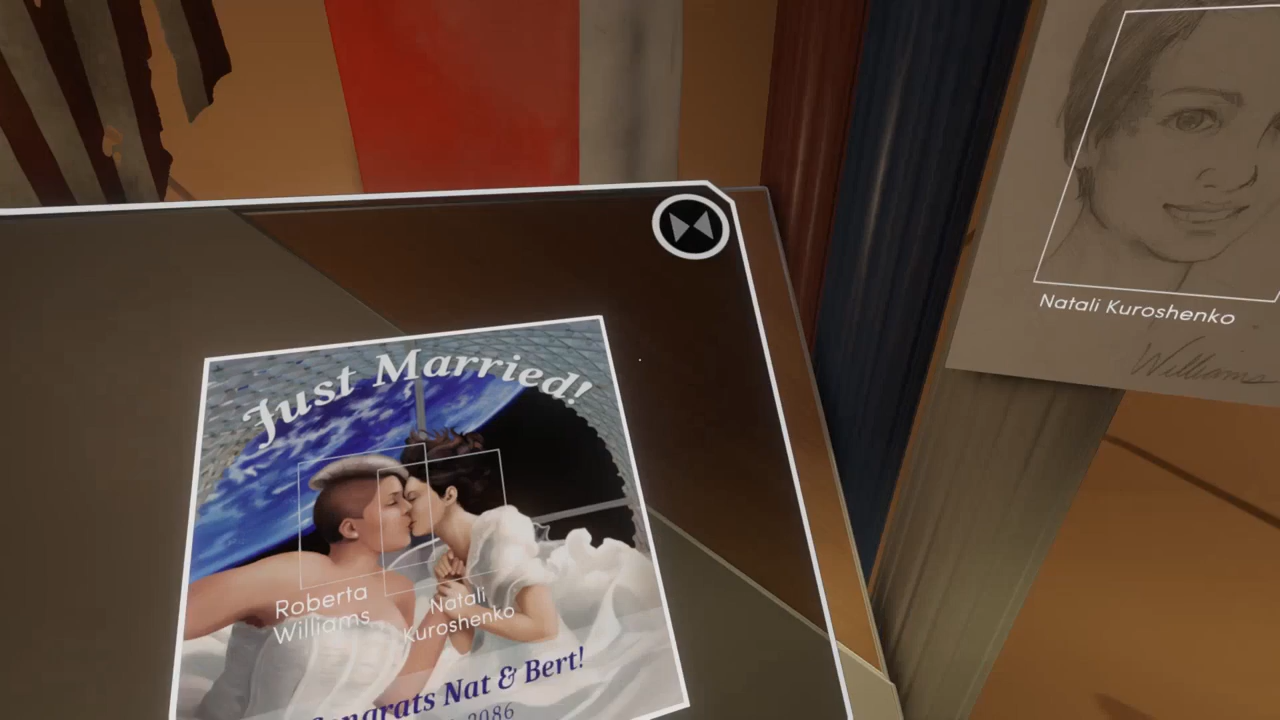 Just Married!
Roberta
Williams
Natali
Kuroshenko
Congrats Nat & Bert!
2086
Natali Kuroshenko
Williams